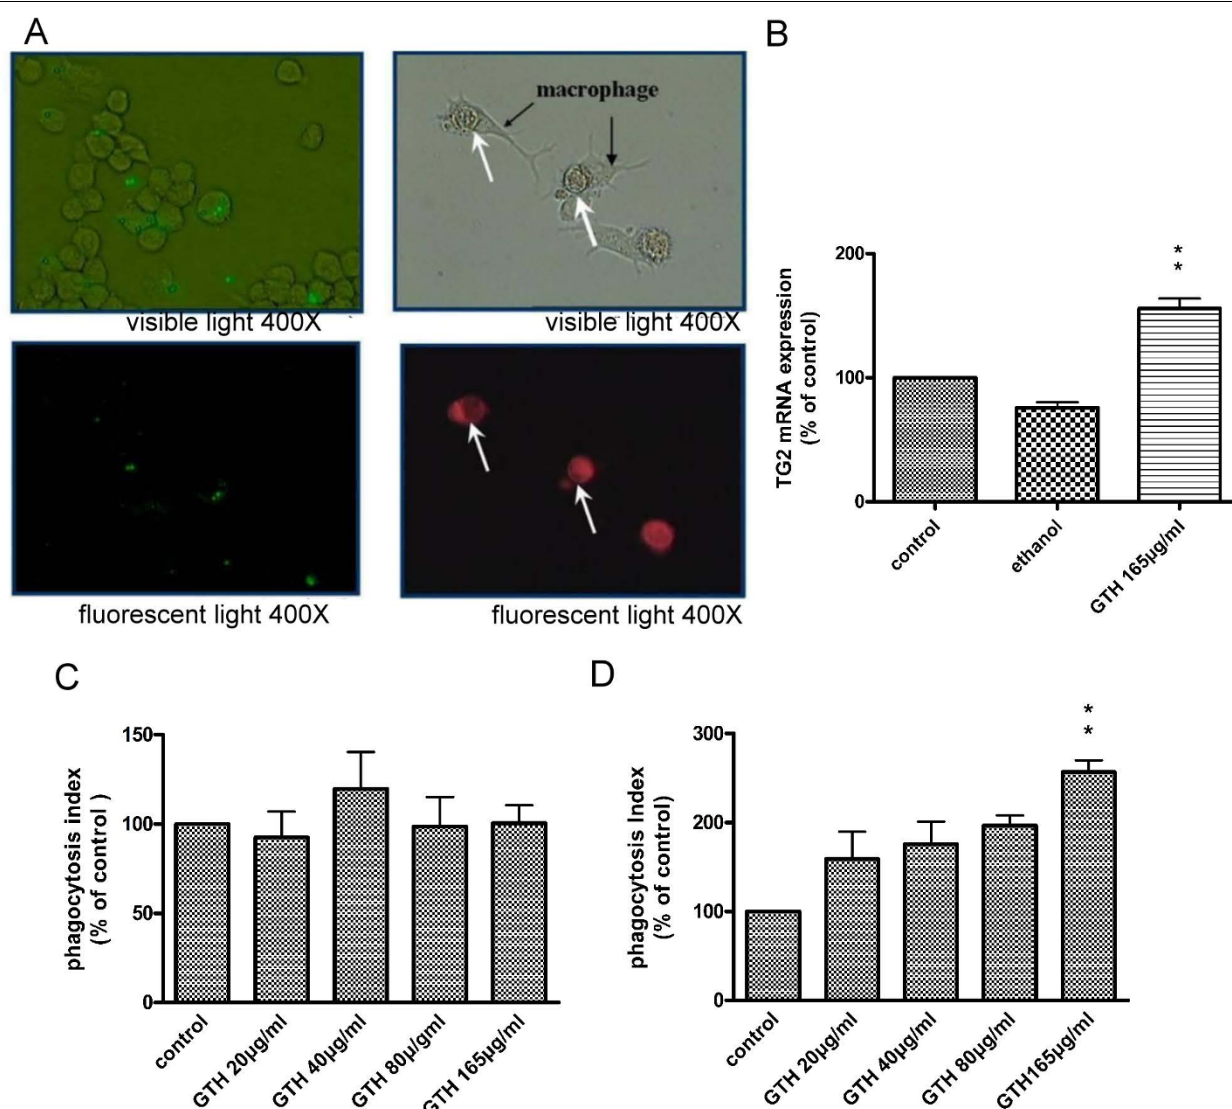 A
macrophage
visible light 400X
visible light 400X
fluorescent light 400X
fluorescent light 400X
B
TG2 mRNA expression
(% of control)
200
100
0
*
*
control
ethanol
GTH 165µg/ml
C
phagocytosis index
(% of control )
150
100
50
0
control
GTH 20µg/ml
GTH 40µg/ml
GTH 80µ/gml
GTH 165µg/ml
D
phagocytosis Index
(% of control)
300
200
100
0
*
*
control
GTH 20µg/ml
GTH 40µg/ml
GTH 80µg/ml
GTH165µg/ml